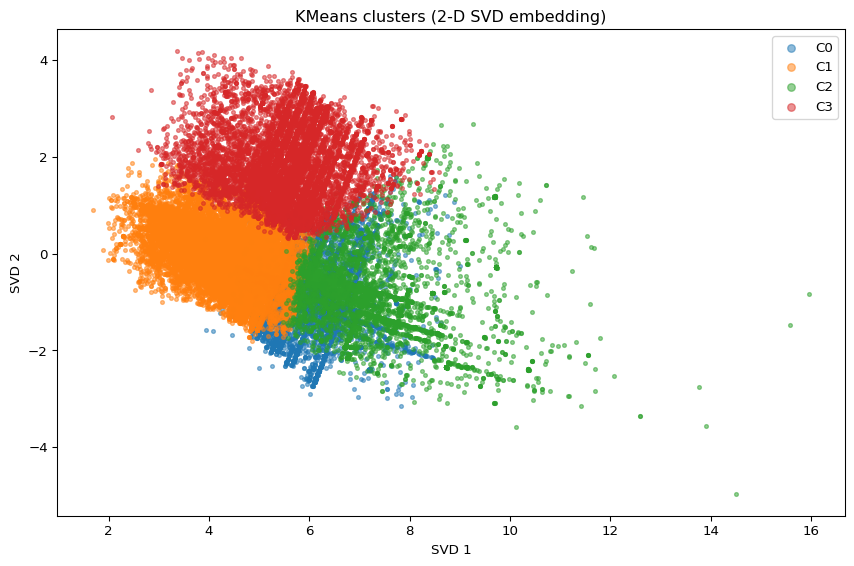 KMeans clusters (2-D SVD embedding)
C0
C1
C2
C3
4
2
0
−2
−4
SVD 2
2 4 6 8 10 12 14 16
SVD 1